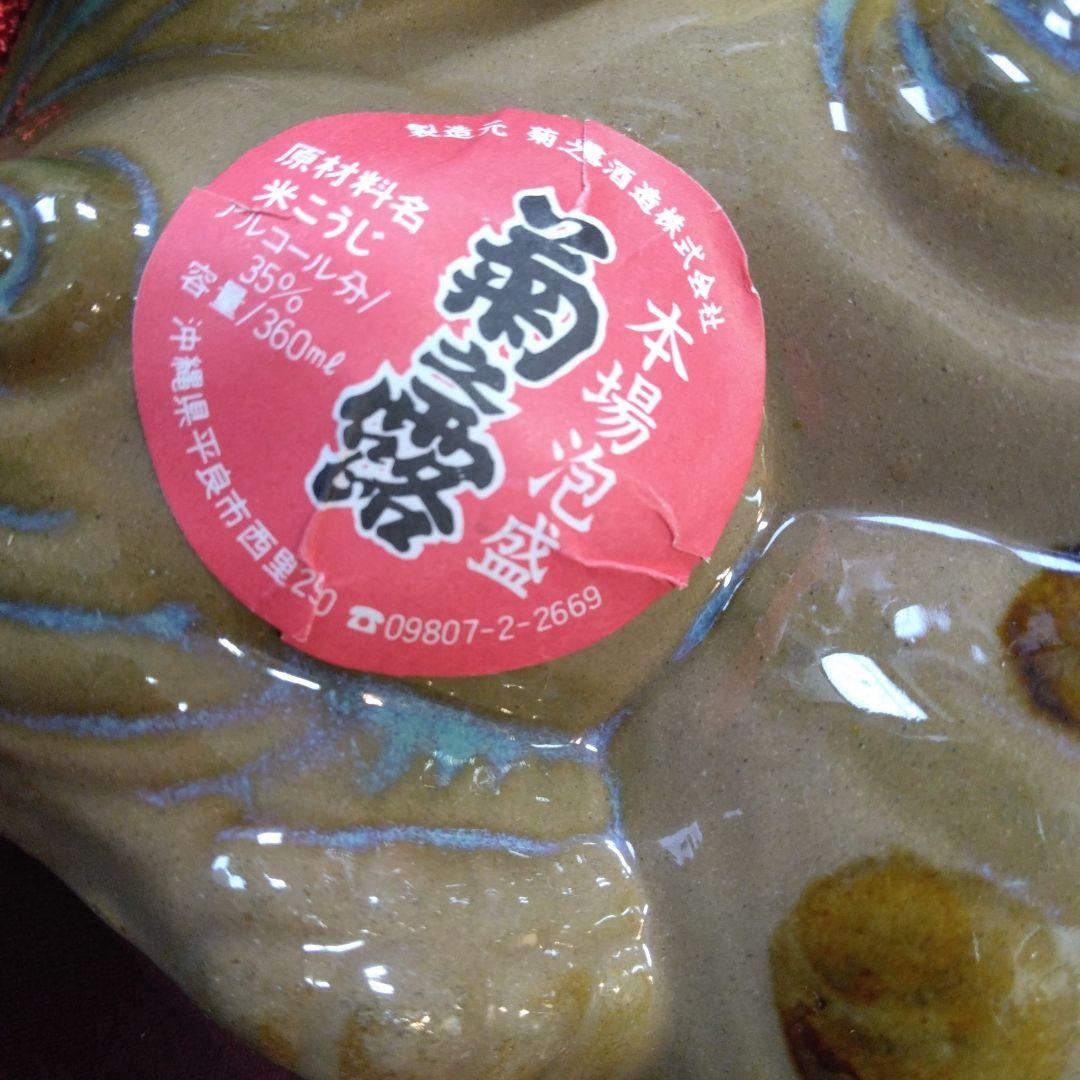 製造元 菊之露酒造株式会社
本場泡盛
菊之露
原材料名
米こうじ
アルコール分/
35%
容量/360ml
沖縄県平良市西里290
☎09807-2-2669